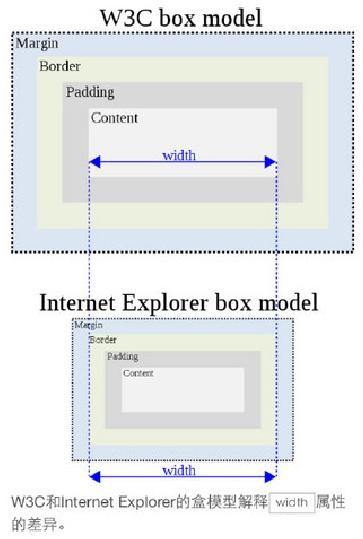 W3C box model
Margin
Border
Padding
Content
width
Internet Explorer box model
Margin
Border
Padding
Content
width
W3C和Internet Explorer的盒模型解释 width 属性
的差异。